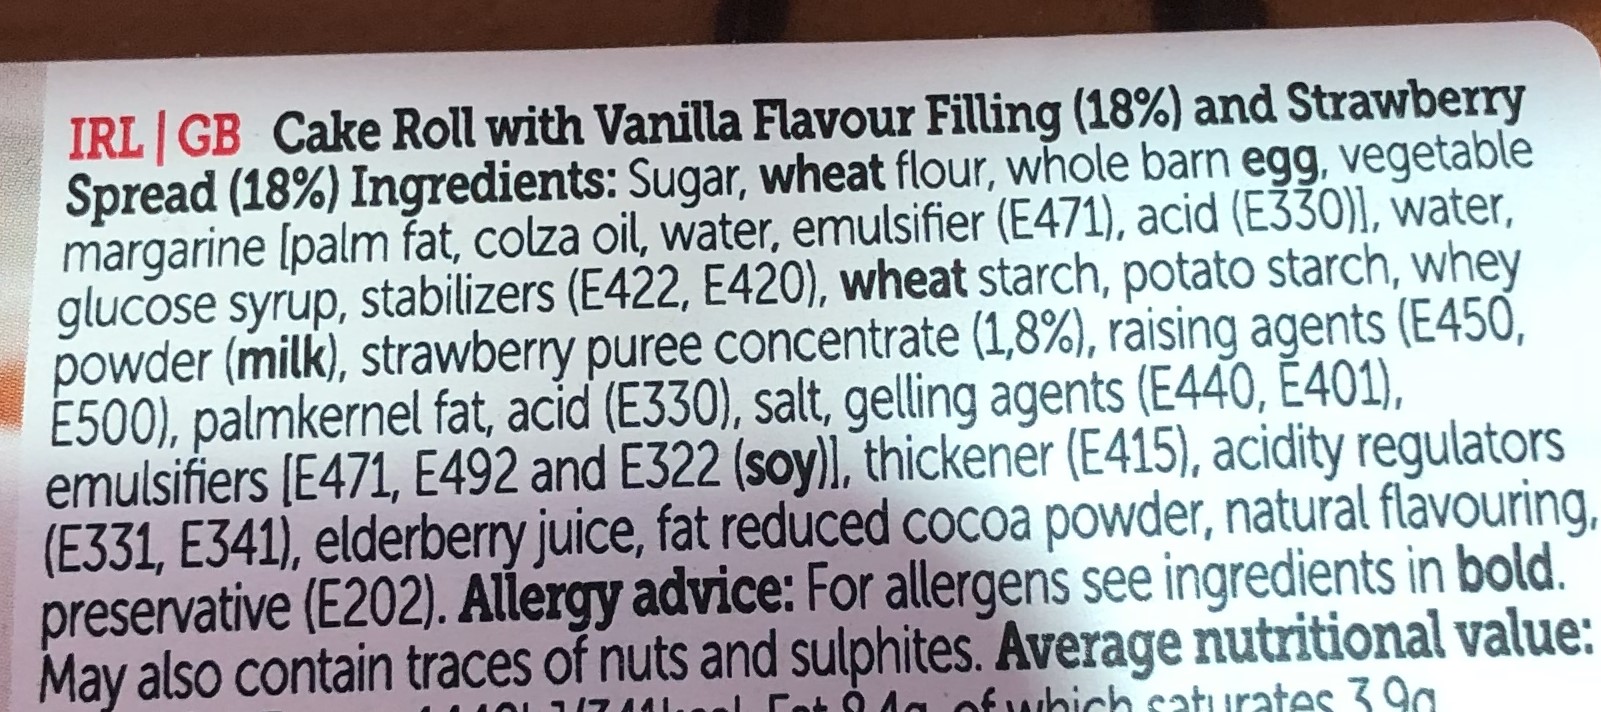 IRL | GB Cake Roll with Vanilla Flavour Filling (18%) and Strawberry
Spread (18%) Ingredients: Sugar, wheat flour, whole barn egg, vegetable
margarine [palm fat, colza oil, water, emulsifier (E471), acid (E330)], water,
glucose syrup, stabilizers (E422, E420), wheat starch, potato starch, whey
powder (milk), strawberry puree concentrate (1,8%), raising agents (E450,
E500), palmkernel fat, acid (E330), salt, gelling agents (E440, E401),
emulsifiers [E471, E492 and E322 (soy)], thickener (E415), acidity regulators
(E331, E341), elderberry juice, fat reduced cocoa powder, natural flavouring,
preservative (E202). Allergy advice: For allergens see ingredients in bold.
May also contain traces of nuts and sulphites. Average nutritional value:
Fat 9,4g, of which saturates 3,9g